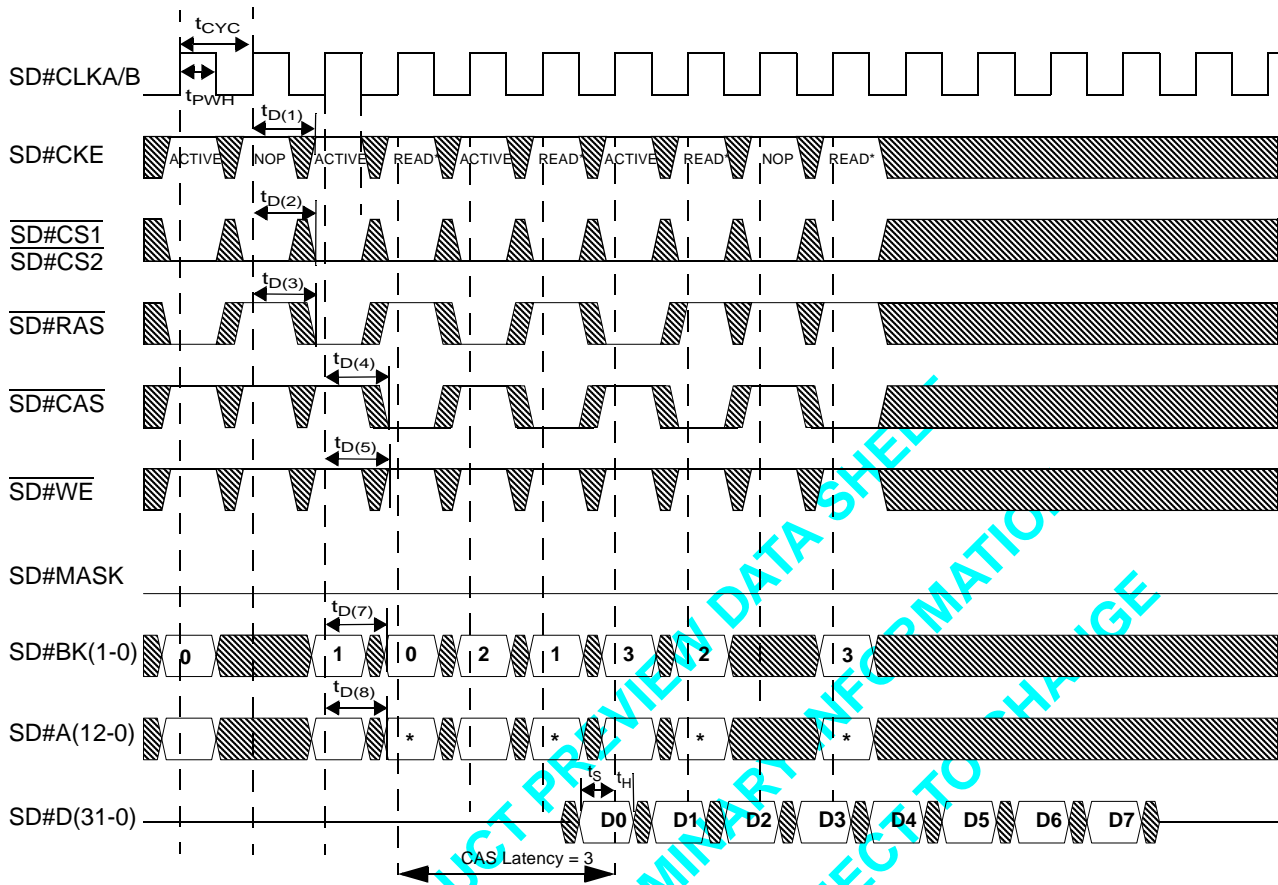 tCYC
SD#CLKA/B
tPWH
tD(1)
SD#CKE
ACTIVE NOP ACTIVE READ* ACTIVE READ* ACTIVE READ* NOP READ*
tD(2)
SD#CS1
SD#CS2
tD(3)
SD#RAS
tD(4)
SD#CAS
tD(5)
SD#WE
SD#MASK
tD(7)
SD#BK(1-0) 0 1 0 2 1 3 2 3
tD(8)
SD#A(12-0) * * * *
tS tH
SD#D(31-0) D0 D1 D2 D3 D4 D5 D6 D7
CAS Latency = 3
PREVIEW DATA SHEET
INFORMATION
TO CHANGE